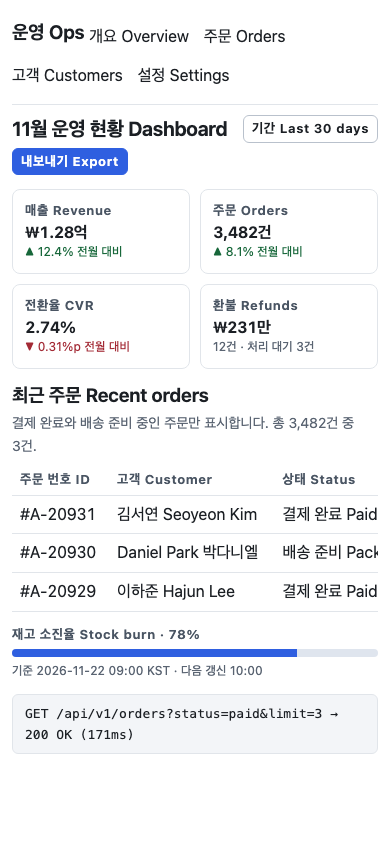 운영 Ops 개요 Overview 주문 Orders
고객 Customers 설정 Settings
11월 운영 현황 Dashboard
기간 Last 30 days
내보내기 Export
매출 Revenue
₩1.28억
▲ 12.4% 전월 대비
주문 Orders
3,482건
▲ 8.1% 전월 대비
전환율 CVR
2.74%
▼ 0.31%p 전월 대비
환불 Refunds
₩231만
12건 · 처리 대기 3건
최근 주문 Recent orders
결제 완료와 배송 준비 중인 주문만 표시합니다. 총 3,482건 중
3건.
주문 번호 ID 고객 Customer 상태 Status
#A-20931 김서연 Seoyeon Kim 결제 완료 Paid
#A-20930 Daniel Park 박다니엘 배송 준비 Pack
#A-20929 이하준 Hajun Lee 결제 완료 Paid
재고 소진율 Stock burn · 78%
기준 2026-11-22 09:00 KST · 다음 갱신 10:00
GET /api/v1/orders?status=paid&limit=3 →
200 OK (171ms)